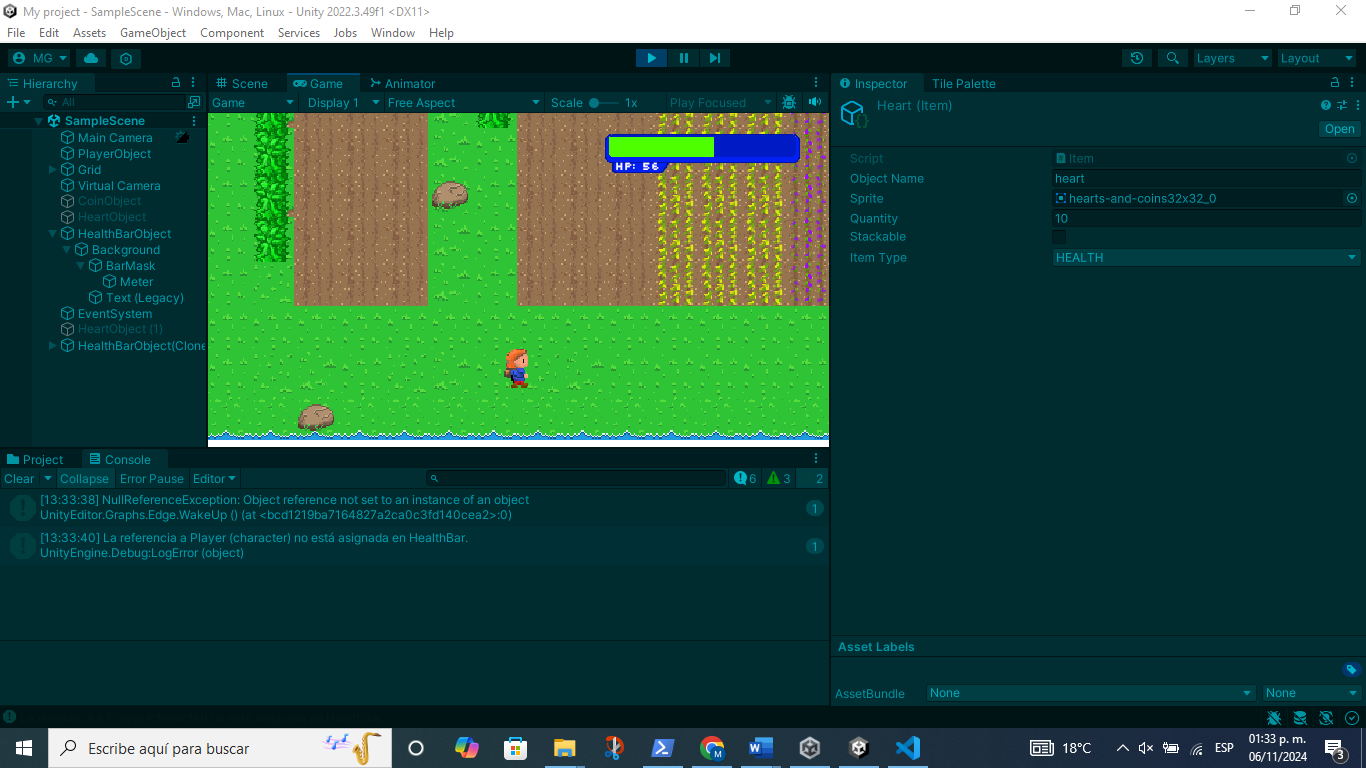 My project - SampleScene - Windows, Mac, Linux - Unity 2022.3.49f1 <DX11>
File Edit Assets GameObject Component Services Jobs Window Help
MG Layers Layout
Hierarchy Scene Game Animator Inspector Tile Palette
All Game Display 1 Free Aspect Scale 1x Play Focused Heart (Item)
Open
SampleScene
Main Camera
PlayerObject
Grid
Virtual Camera
CoinObject
HeartObject
HealthBarObject
Background
BarMask
Meter
Text (Legacy)
EventSystem
HeartObject (1)
HealthBarObject(Clone
HP: 56
Script Item
Object Name heart
Sprite hearts-and-coins32x32_0
Quantity 10
Stackable
Item Type HEALTH
Project Console
Clear Collapse Error Pause Editor 6 3 2
[13:33:38] NullReferenceException: Object reference not set to an instance of an object
UnityEditor.Graphs.Edge.WakeUp () (at <bcd1219ba7164827a2ca0c3fd140cea2>:0)
1
[13:33:40] La referencia a Player (character) no está asignada en HealthBar.
UnityEngine.Debug:LogError (object)
1
Asset Labels
AssetBundle None None
Escribe aquí para buscar
18°C ESP
01:33 p. m.
06/11/2024
3